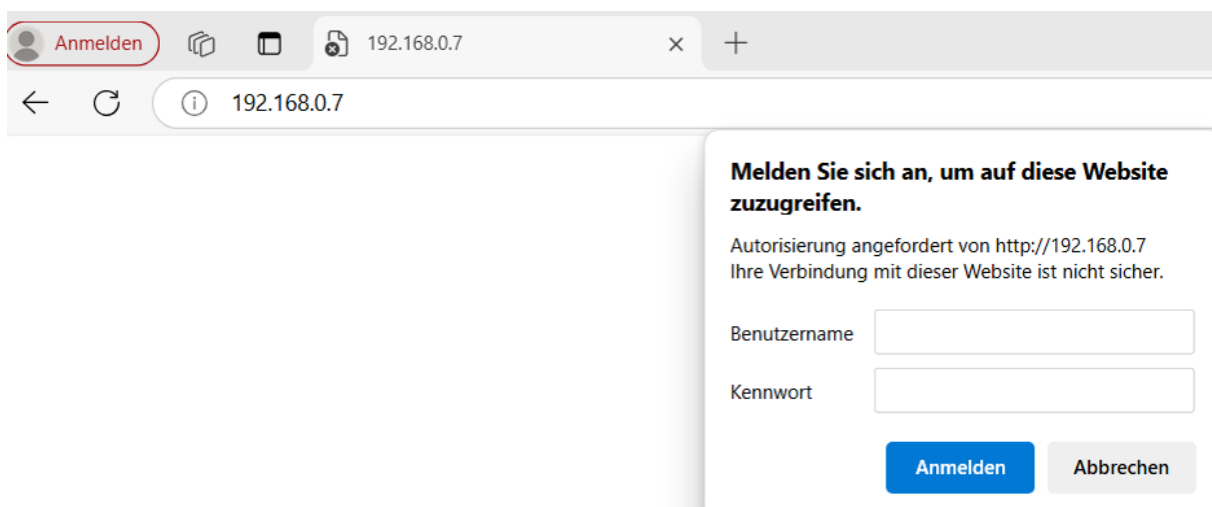 Anmelden
192.168.0.7
192.168.0.7
Melden Sie sich an, um auf diese Website
zuzugreifen.
Autorisierung angefordert von http://192.168.0.7
Ihre Verbindung mit dieser Website ist nicht sicher.
Benutzername
Kennwort
Anmelden Abbrechen